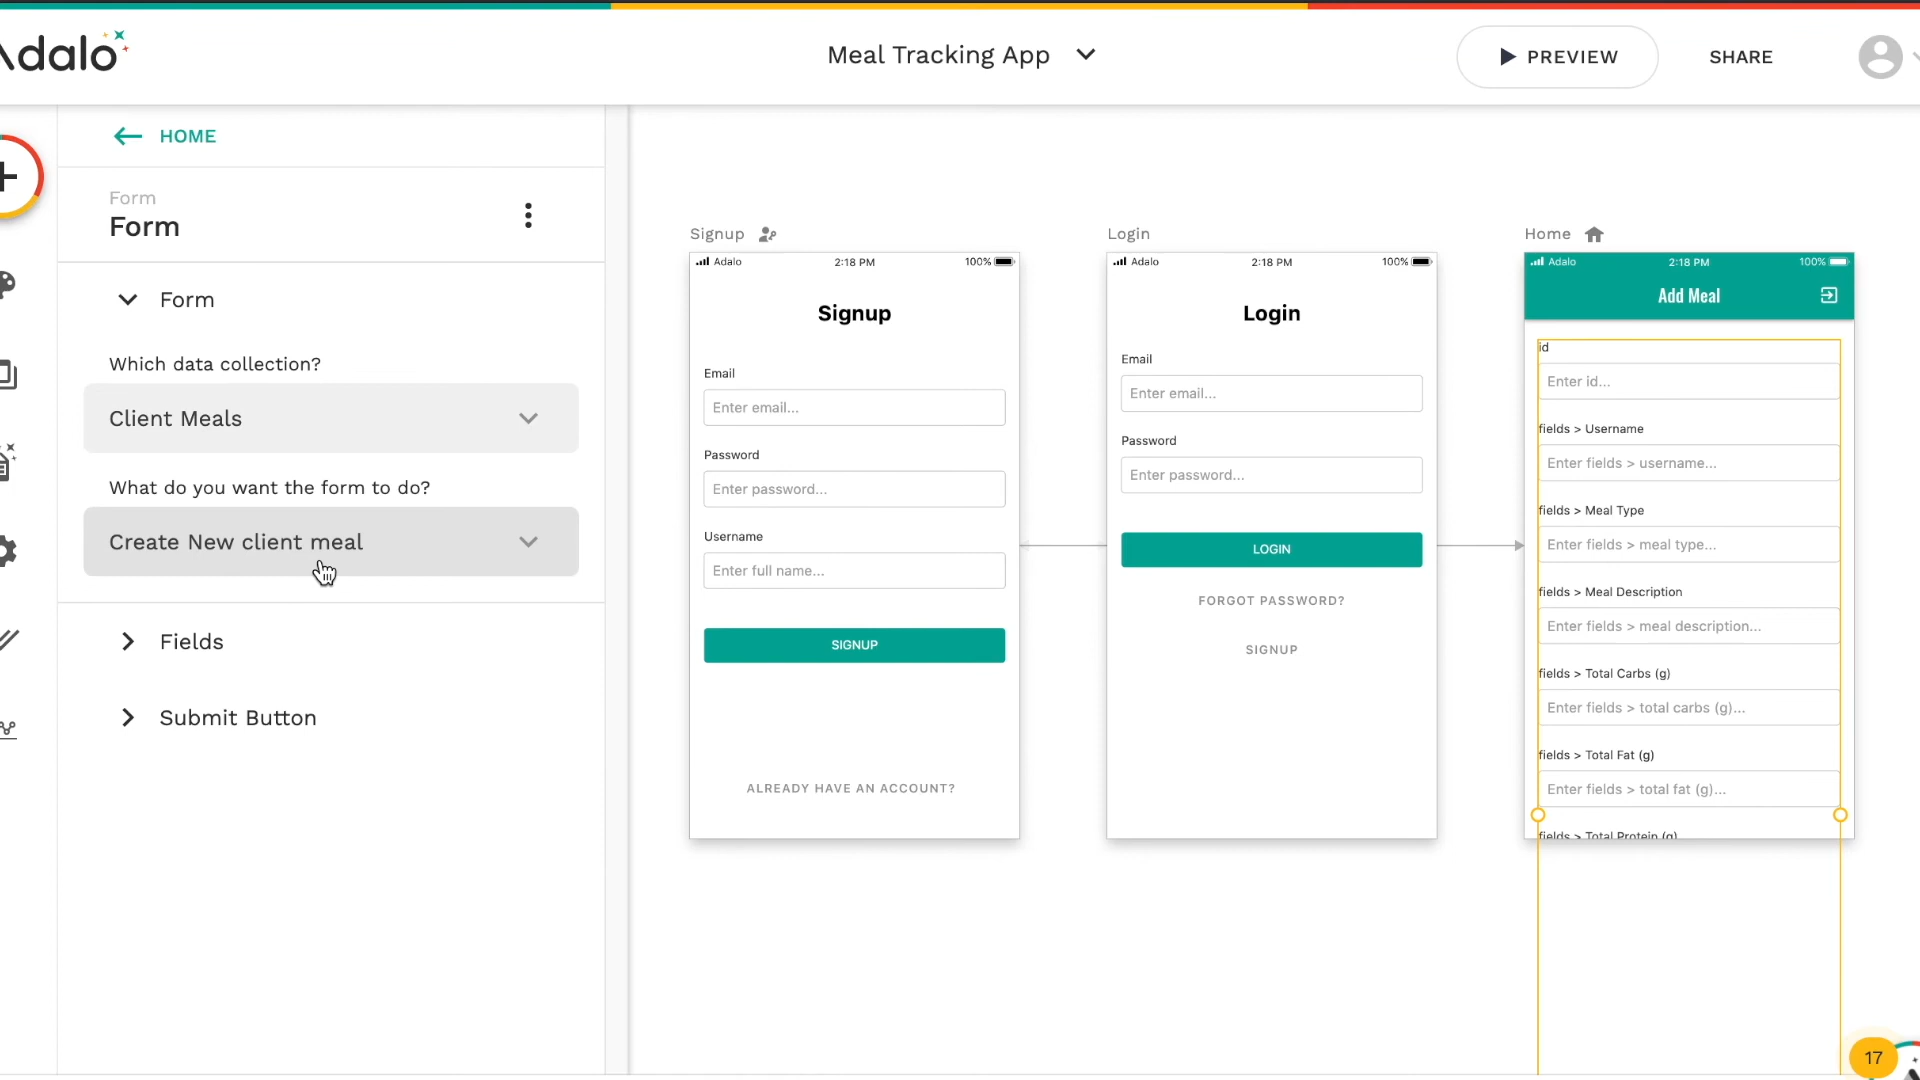 Adalo
Meal Tracking App
PREVIEW
SHARE
HOME
Form
Form
Form
Which data collection?
Client Meals
What do you want the form to do?
Create New client meal
Fields
Submit Button
Signup
Adalo 2:18 PM 100%
Signup
Email
Enter email...
Password
Enter password...
Username
Enter full name...
SIGNUP
ALREADY HAVE AN ACCOUNT?
Login
Adalo 2:18 PM 100%
Login
Email
Enter email...
Password
Enter password...
LOGIN
FORGOT PASSWORD?
SIGNUP
Home
Adalo 2:18 PM 100%
Add Meal
id
Enter id...
fields > Username
Enter fields > username...
fields > Meal Type
Enter fields > meal type...
fields > Meal Description
Enter fields > meal description...
fields > Total Carbs (g)
Enter fields > total carbs (g)...
fields > Total Fat (g)
Enter fields > total fat (g)...
fields > Total Protein (g)
17